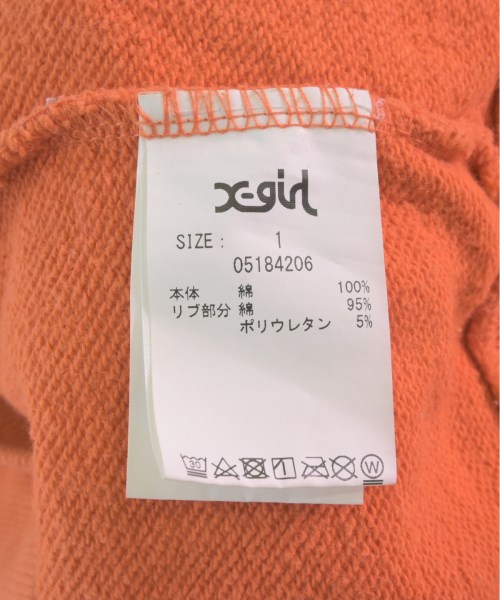 X-girl
SIZE: 1
05184206
本体 綿 100%
リブ部分 綿 95%
ポリウレタン 5%
30 W